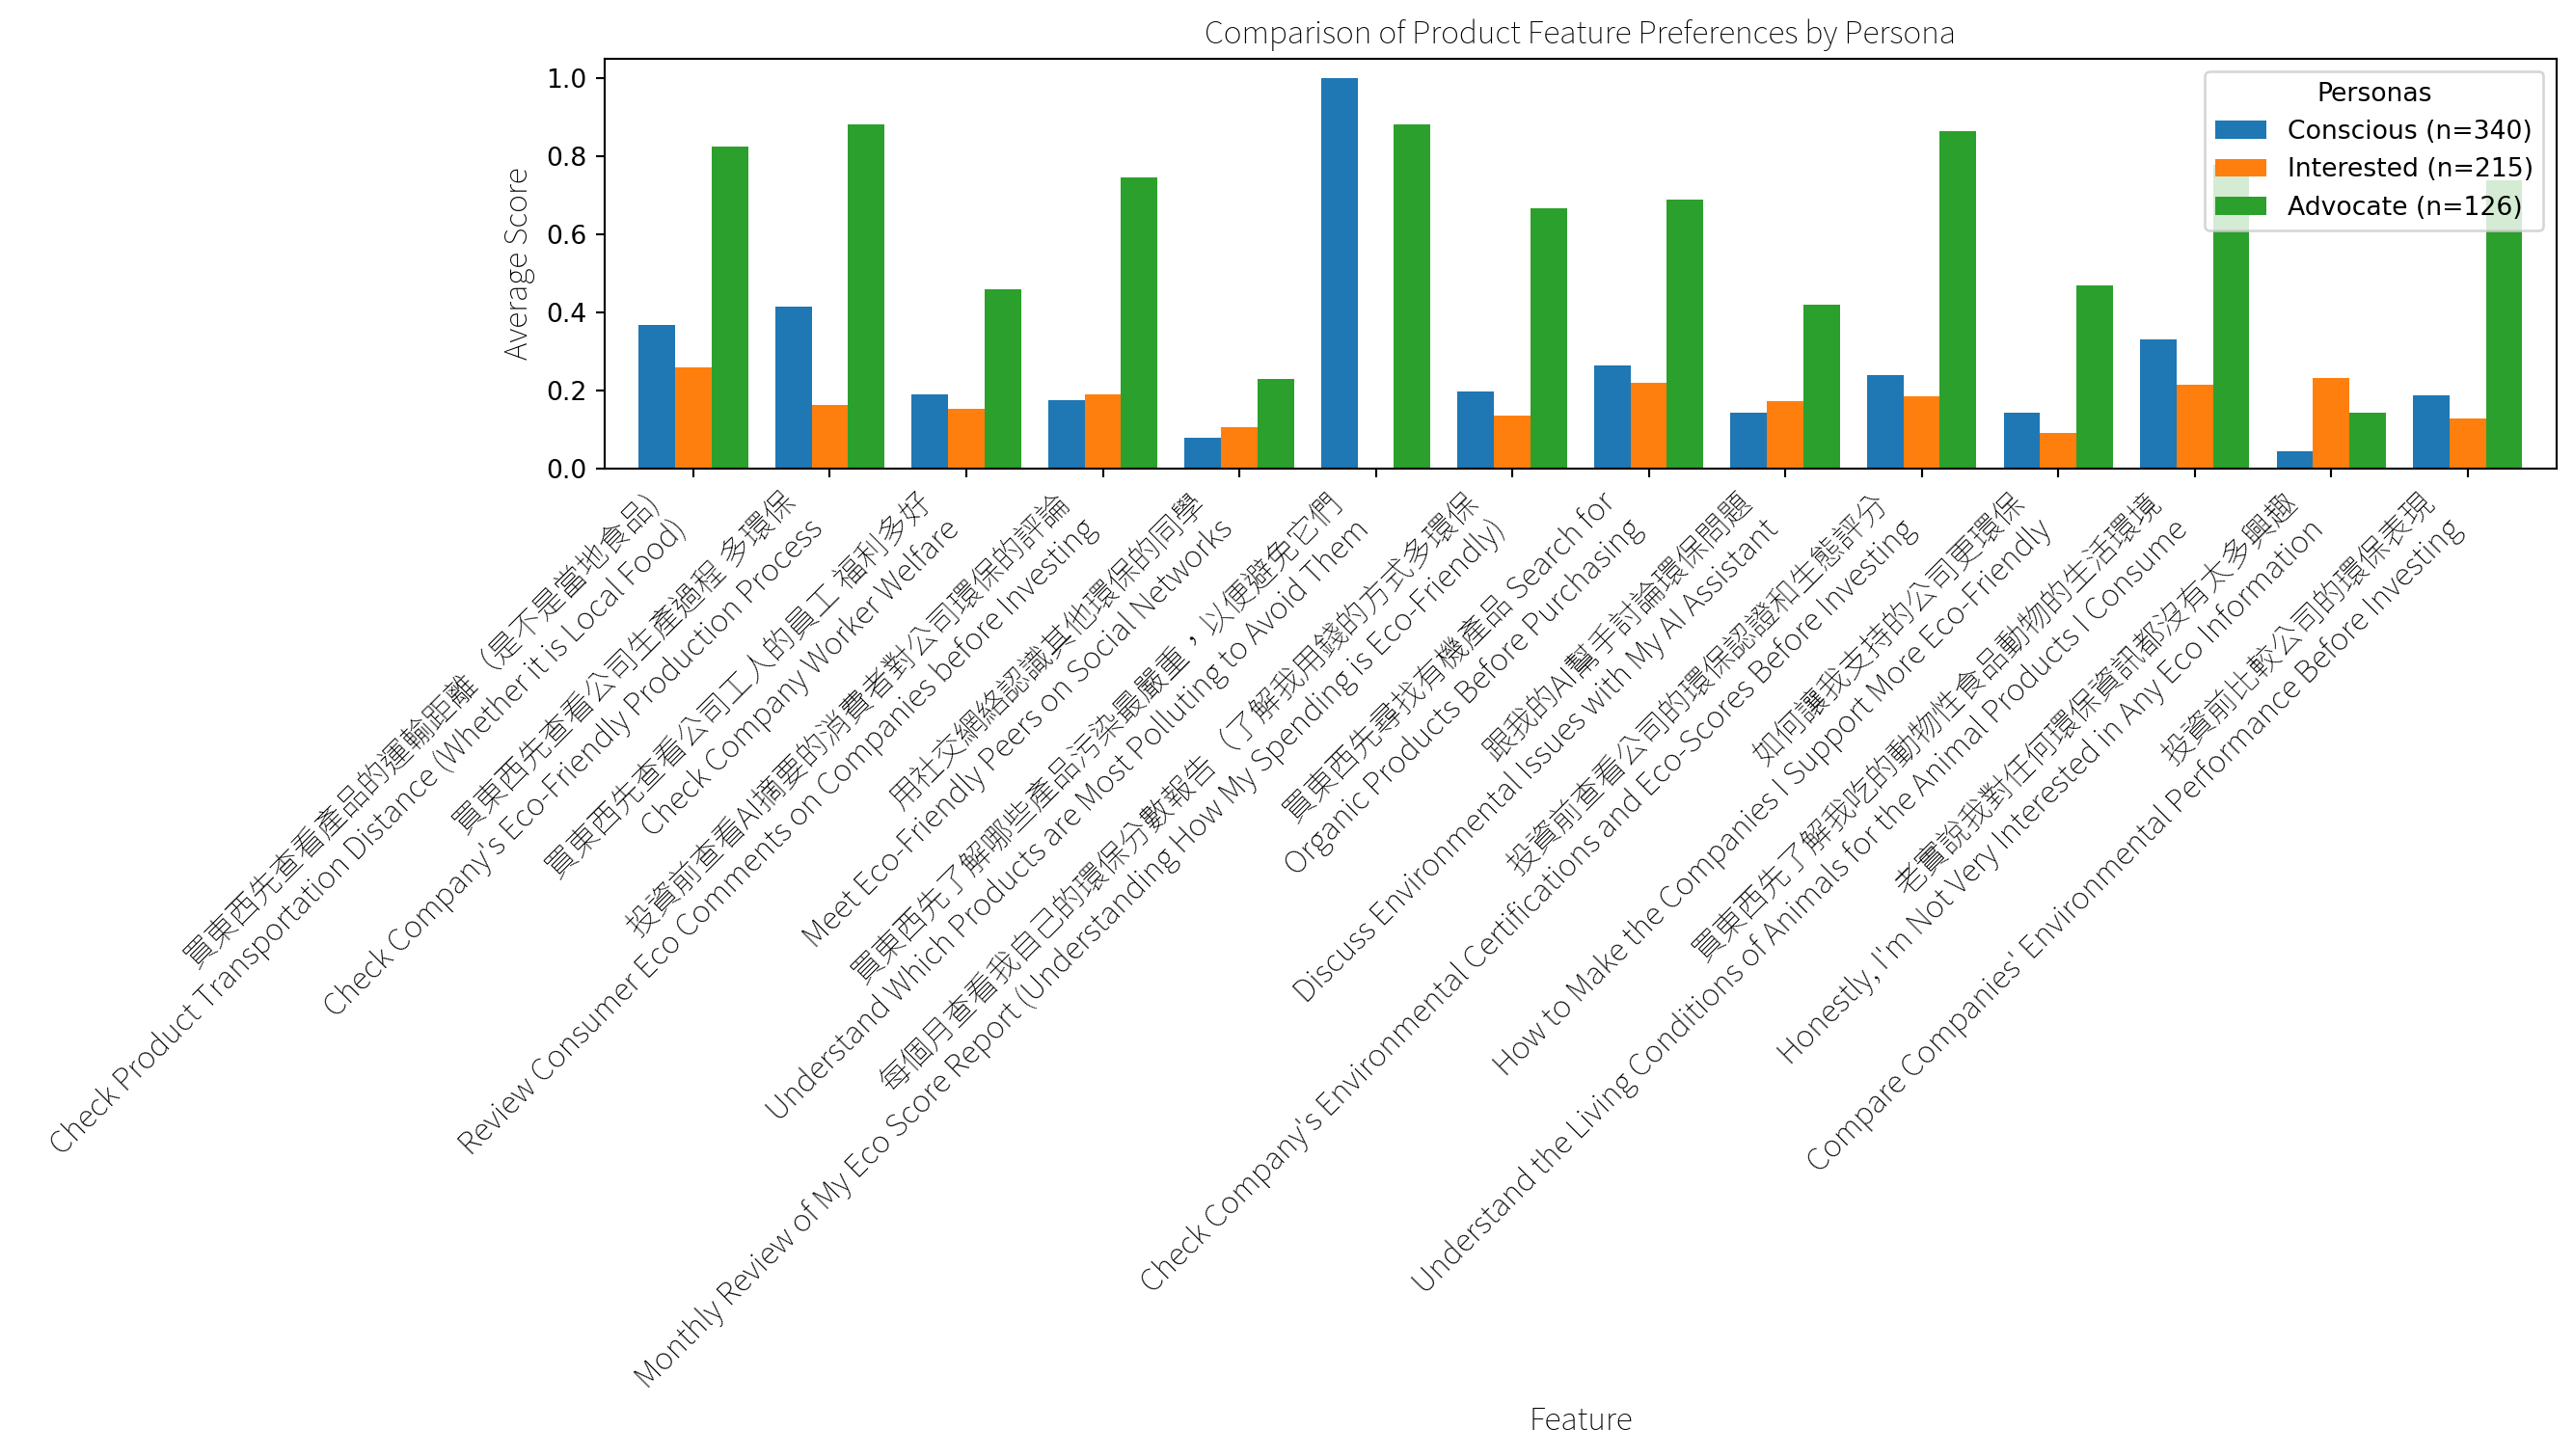 Comparison of Product Feature Preferences by Persona
Average Score
1.0
0.8
0.6
0.4
0.2
0.0
Personas
Conscious (n=340)
Interested (n=215)
Advocate (n=126)
買東西先查看產品的運輸距離（是不是當地食品）
Check Product Transportation Distance (Whether it is Local Food)
買東西先查看公司生產過程 多環保
Check Company's Eco-Friendly Production Process
買東西先查看公司工人的員工 福利多好
Check Company Worker Welfare
投資前查看AI摘要的消費者對公司環保的評論
Review Consumer Eco Comments on Companies before Investing
用社交網絡認識其他環保的同學
Meet Eco-Friendly Peers on Social Networks
買東西先了解哪些產品污染最嚴重，以便避免它們
Understand Which Products are Most Polluting to Avoid Them
每個月查看我自己的環保分數報告（了解我用錢的方式多環保
Monthly Review of My Eco Score Report (Understanding How My Spending is Eco-Friendly)
買東西先尋找有機產品 Search for
Organic Products Before Purchasing
跟我的AI幫手討論環保問題
Discuss Environmental Issues with My AI Assistant
投資前查看公司的環保認證和生態評分
Check Company's Environmental Certifications and Eco-Scores Before Investing
如何讓我支持的公司更環保
How to Make the Companies I Support More Eco-Friendly
買東西先了解我吃的動物性食品動物的生活環境
Understand the Living Conditions of Animals for the Animal Products I Consume
老實說我對任何環保資訊都沒有太多興趣
Honestly, I'm Not Very Interested in Any Eco Information
投資前比較公司的環保表現
Compare Companies' Environmental Performance Before Investing
Feature